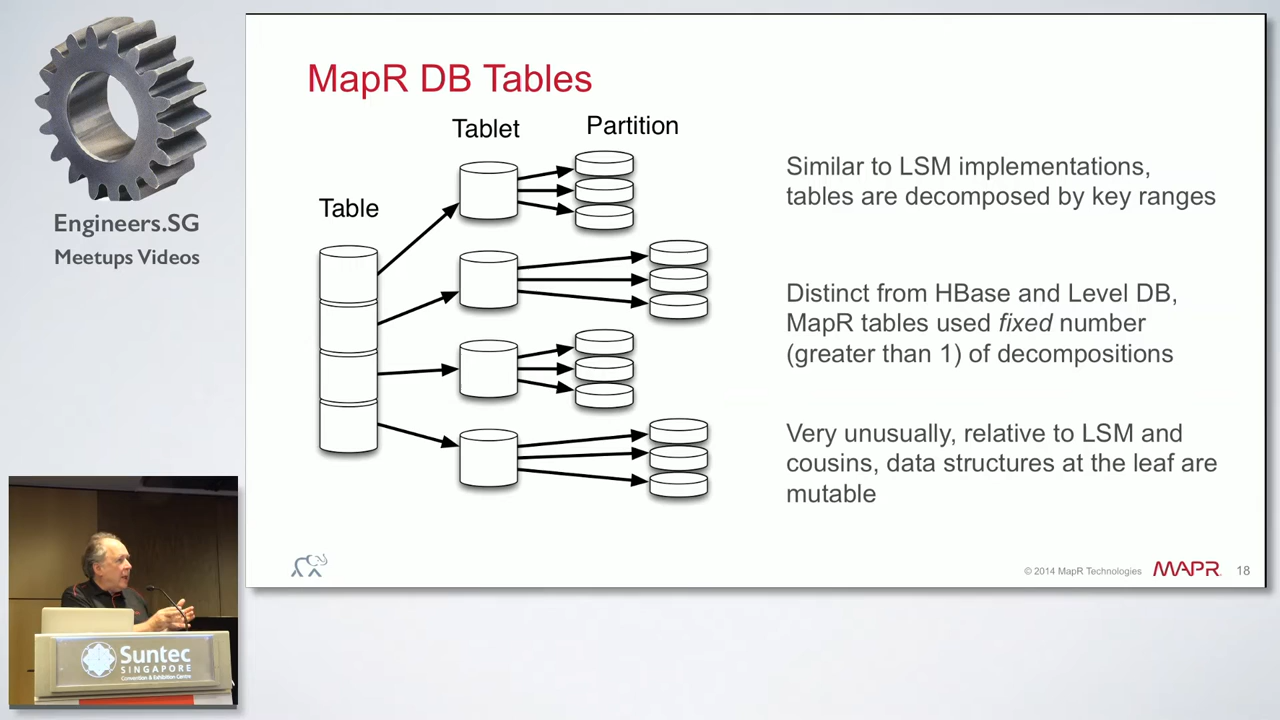 Engineers.SG
Meetups Videos
MapR DB Tables
Table
Tablet
Partition
Similar to LSM implementations,
tables are decomposed by key ranges
Distinct from HBase and Level DB,
MapR tables used fixed number
(greater than 1) of decompositions
Very unusually, relative to LSM and
cousins, data structures at the leaf are
mutable
© 2014 MapR Technologies
MAPR
18
Suntec
SINGAPORE
Convention & Exhibition Centre